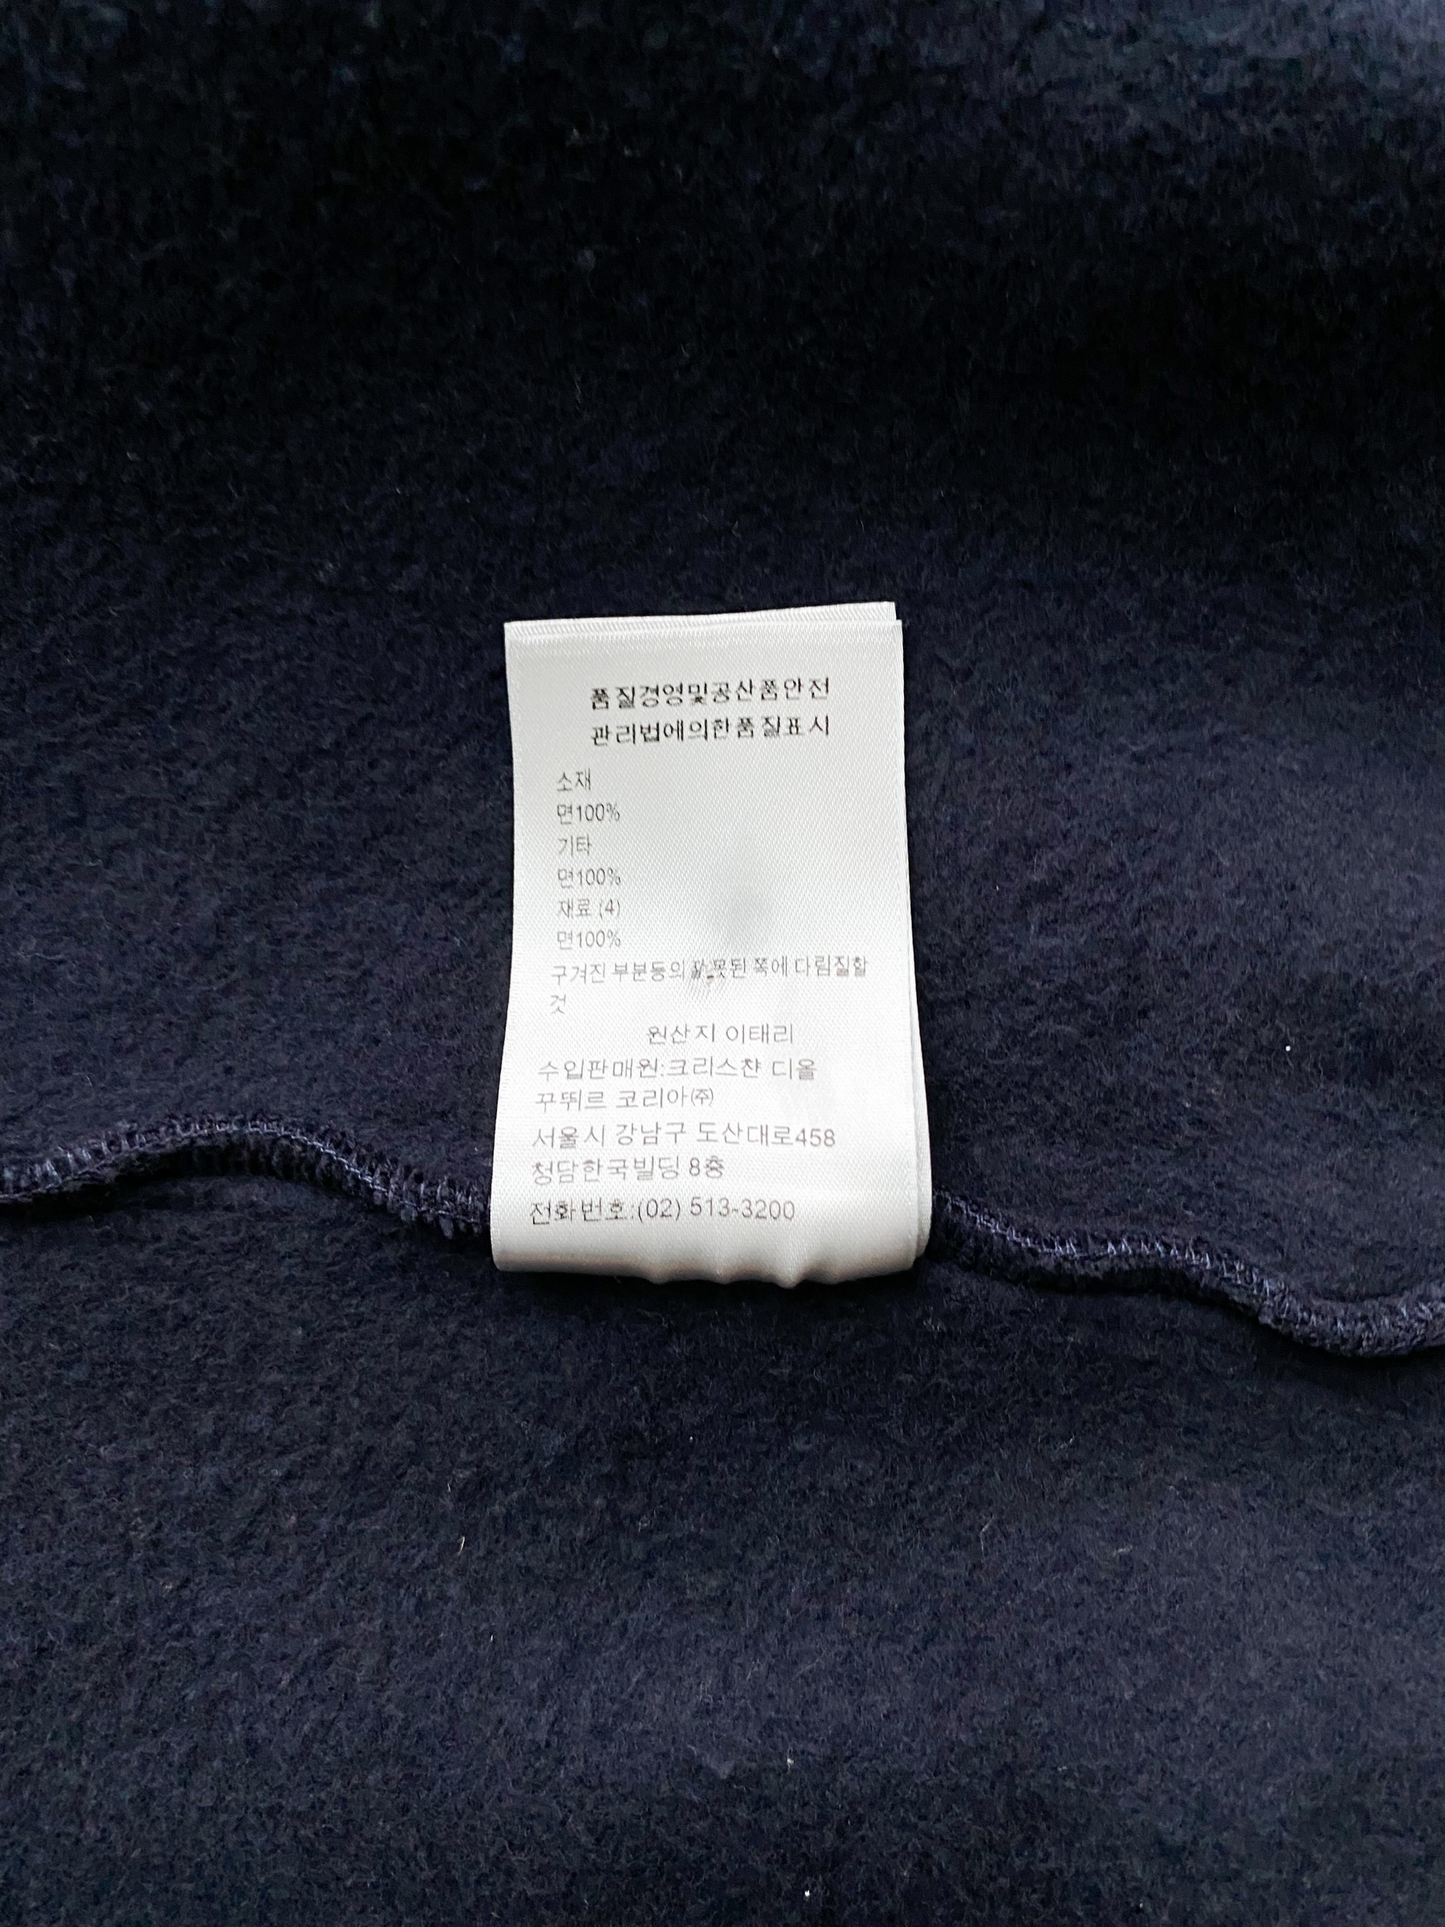 품질경영및공산품안전
관리법에의한품질표시
소재
면100%
기타
면100%
재료 (4)
면100%
구겨진 부분등의 쪽에 다림질할
것
원산지 이태리
수입판매원:크리스챤 디올
꾸뛰르 코리아㈜
서울시 강남구 도산대로458
청담한국빌딩 8층
전화번호:(02) 513-3200